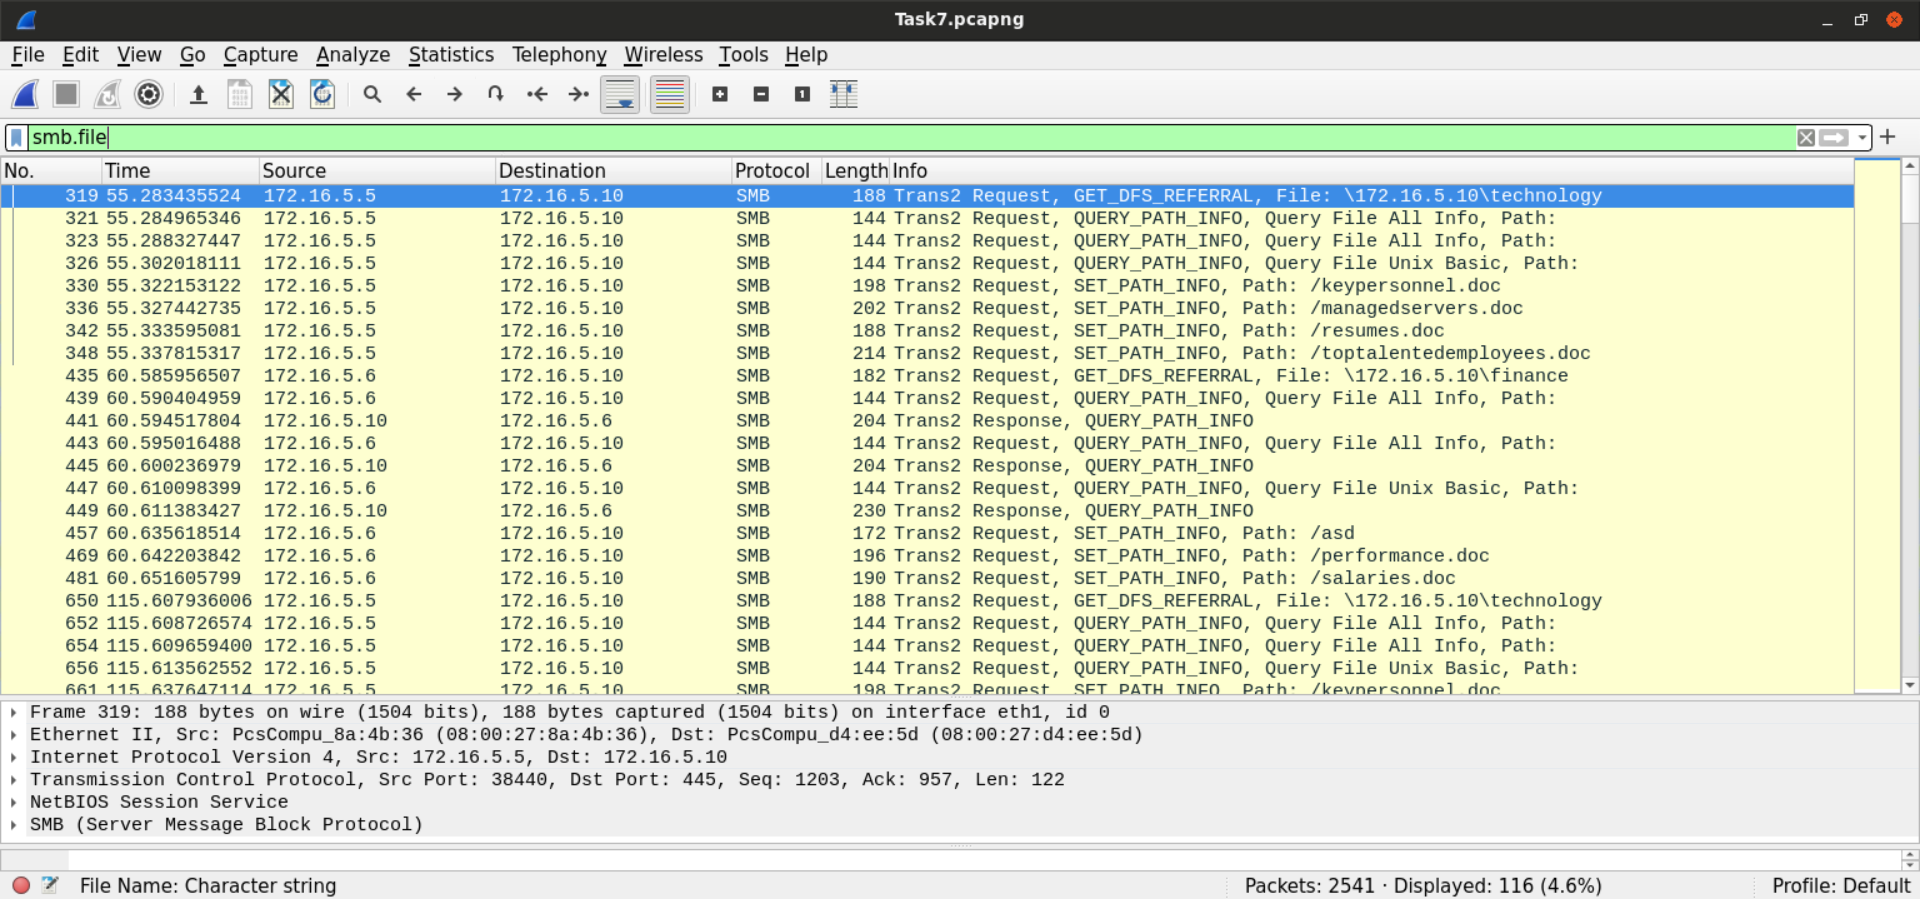 Task7.pcapng
File Edit View Go Capture Analyze Statistics Telephony Wireless Tools Help
smb.file
No. Time Source Destination Protocol Length Info
319 55.283435524 172.16.5.5 172.16.5.10 SMB 188 Trans2 Request, GET_DFS_REFERRAL, File: \172.16.5.10\technology
321 55.284965346 172.16.5.5 172.16.5.10 SMB 144 Trans2 Request, QUERY_PATH_INFO, Query File All Info, Path:
323 55.288327447 172.16.5.5 172.16.5.10 SMB 144 Trans2 Request, QUERY_PATH_INFO, Query File All Info, Path:
326 55.302018111 172.16.5.5 172.16.5.10 SMB 144 Trans2 Request, QUERY_PATH_INFO, Query File Unix Basic, Path:
330 55.322153122 172.16.5.5 172.16.5.10 SMB 198 Trans2 Request, SET_PATH_INFO, Path: /keypersonnel.doc
336 55.327442735 172.16.5.5 172.16.5.10 SMB 202 Trans2 Request, SET_PATH_INFO, Path: /managedservers.doc
342 55.333595081 172.16.5.5 172.16.5.10 SMB 188 Trans2 Request, SET_PATH_INFO, Path: /resumes.doc
348 55.337815317 172.16.5.5 172.16.5.10 SMB 214 Trans2 Request, SET_PATH_INFO, Path: /toptalentedemployees.doc
435 60.585956507 172.16.5.6 172.16.5.10 SMB 182 Trans2 Request, GET_DFS_REFERRAL, File: \172.16.5.10\finance
439 60.590404959 172.16.5.6 172.16.5.10 SMB 144 Trans2 Request, QUERY_PATH_INFO, Query File All Info, Path:
441 60.594517804 172.16.5.10 172.16.5.6 SMB 204 Trans2 Response, QUERY_PATH_INFO
443 60.595016488 172.16.5.6 172.16.5.10 SMB 144 Trans2 Request, QUERY_PATH_INFO, Query File All Info, Path:
445 60.600236979 172.16.5.10 172.16.5.6 SMB 204 Trans2 Response, QUERY_PATH_INFO
447 60.610098399 172.16.5.6 172.16.5.10 SMB 144 Trans2 Request, QUERY_PATH_INFO, Query File Unix Basic, Path:
449 60.611383427 172.16.5.10 172.16.5.6 SMB 230 Trans2 Response, QUERY_PATH_INFO
457 60.635618514 172.16.5.6 172.16.5.10 SMB 172 Trans2 Request, SET_PATH_INFO, Path: /asd
469 60.642203842 172.16.5.6 172.16.5.10 SMB 196 Trans2 Request, SET_PATH_INFO, Path: /performance.doc
481 60.651605799 172.16.5.6 172.16.5.10 SMB 190 Trans2 Request, SET_PATH_INFO, Path: /salaries.doc
650 115.607936006 172.16.5.5 172.16.5.10 SMB 188 Trans2 Request, GET_DFS_REFERRAL, File: \172.16.5.10\technology
652 115.608726574 172.16.5.5 172.16.5.10 SMB 144 Trans2 Request, QUERY_PATH_INFO, Query File All Info, Path:
654 115.609659400 172.16.5.5 172.16.5.10 SMB 144 Trans2 Request, QUERY_PATH_INFO, Query File All Info, Path:
656 115.613562552 172.16.5.5 172.16.5.10 SMB 144 Trans2 Request, QUERY_PATH_INFO, Query File Unix Basic, Path:
661 115.637647114 172.16.5.5 172.16.5.10 SMB 198 Trans2 Request, SET_PATH_INFO, Path: /keypersonnel.doc
Frame 319: 188 bytes on wire (1504 bits), 188 bytes captured (1504 bits) on interface eth1, id 0
Ethernet II, Src: PcsCompu_8a:4b:36 (08:00:27:8a:4b:36), Dst: PcsCompu_d4:ee:5d (08:00:27:d4:ee:5d)
Internet Protocol Version 4, Src: 172.16.5.5, Dst: 172.16.5.10
Transmission Control Protocol, Src Port: 38440, Dst Port: 445, Seq: 1203, Ack: 957, Len: 122
NetBIOS Session Service
SMB (Server Message Block Protocol)
File Name: Character string Packets: 2541 · Displayed: 116 (4.6%) Profile: Default